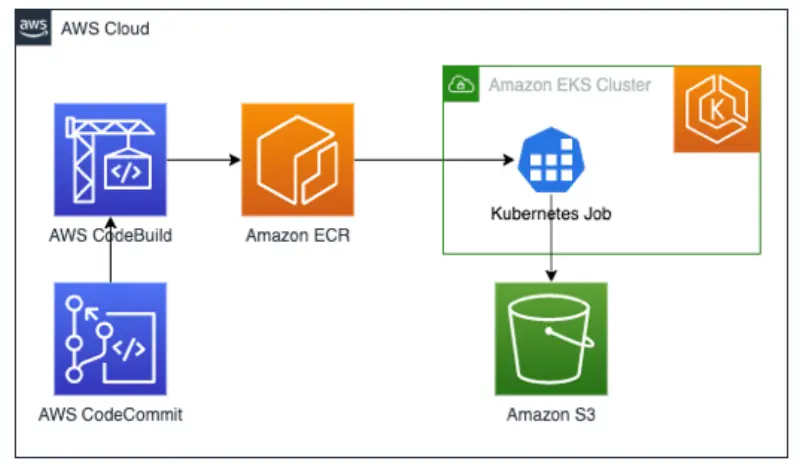 aws
AWS Cloud
Amazon EKS Cluster
K
</>
AWS CodeBuild
Amazon ECR
Kubernetes Job
</>
AWS CodeCommit
Amazon S3